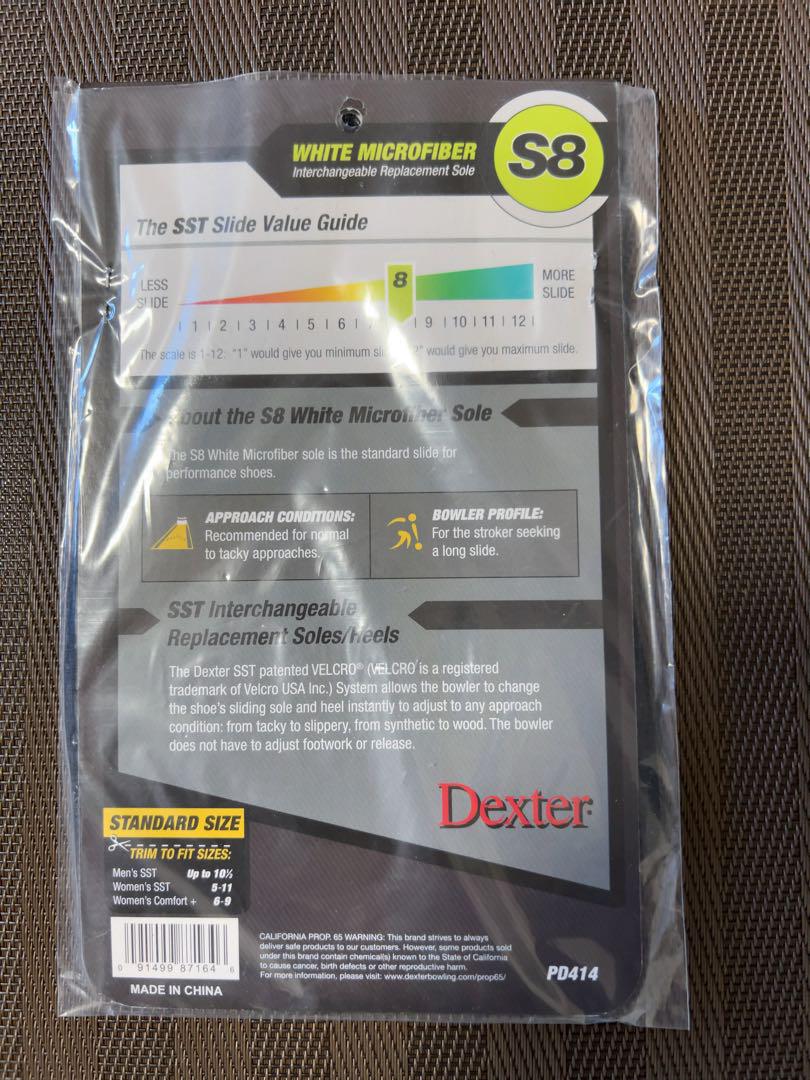 WHITE MICROFIBER
Interchangeable Replacement Sole
S8
The SST Slide Value Guide
LESS
SLIDE
8
MORE
SLIDE
| 1 | 2 | 3 | 4 | 5 | 6 | 7 | 9 | 10 | 11 | 12 |
The scale is 1-12: "1" would give you minimum would give you maximum slide.
About the S8 White Microfiber Sole
The S8 White Microfiber sole is the standard slide for
performance shoes.
APPROACH CONDITIONS:
Recommended for normal
to tacky approaches.
BOWLER PROFILE:
For the stroker seeking
a long slide.
SST Interchangeable
Replacement Soles/Heels
The Dexter SST patented VELCRO® (VELCRO is a registered
trademark of Velcro USA Inc.) System allows the bowler to change
the shoe's sliding sole and heel instantly to adjust to any approach
condition: from tacky to slippery, from synthetic to wood. The bowler
does not have to adjust footwork or release.
Dexter
STANDARD SIZE
TRIM TO FIT SIZES:
Men's SST Up to 10½
Women's SST 5-11
Women's Comfort + 6-9
0 91499 87164 6
MADE IN CHINA
CALIFORNIA PROP. 65 WARNING: This brand strives to always
deliver safe products to our customers. However, some products sold
under this brand contain chemical(s) known to the State of California
to cause cancer, birth defects or other reproductive harm.
For more information, please visit: www.dexterbowling.com/prop65/
PD414